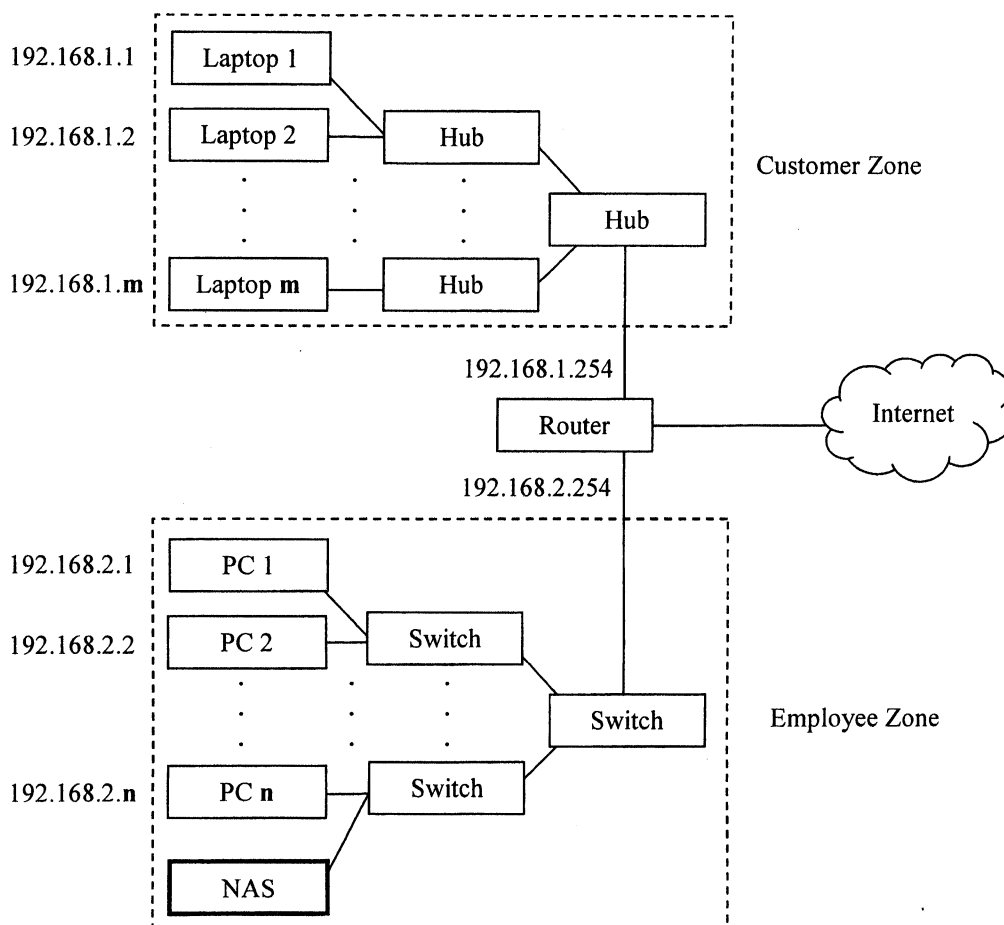 192.168.1.1
Laptop 1
192.168.1.2
Laptop 2
Hub
Customer Zone
Hub
192.168.1.m
Laptop m
Hub
192.168.1.254
Router
Internet
192.168.2.254
192.168.2.1
PC 1
192.168.2.2
PC 2
Switch
Switch
Employee Zone
192.168.2.n
PC n
Switch
NAS